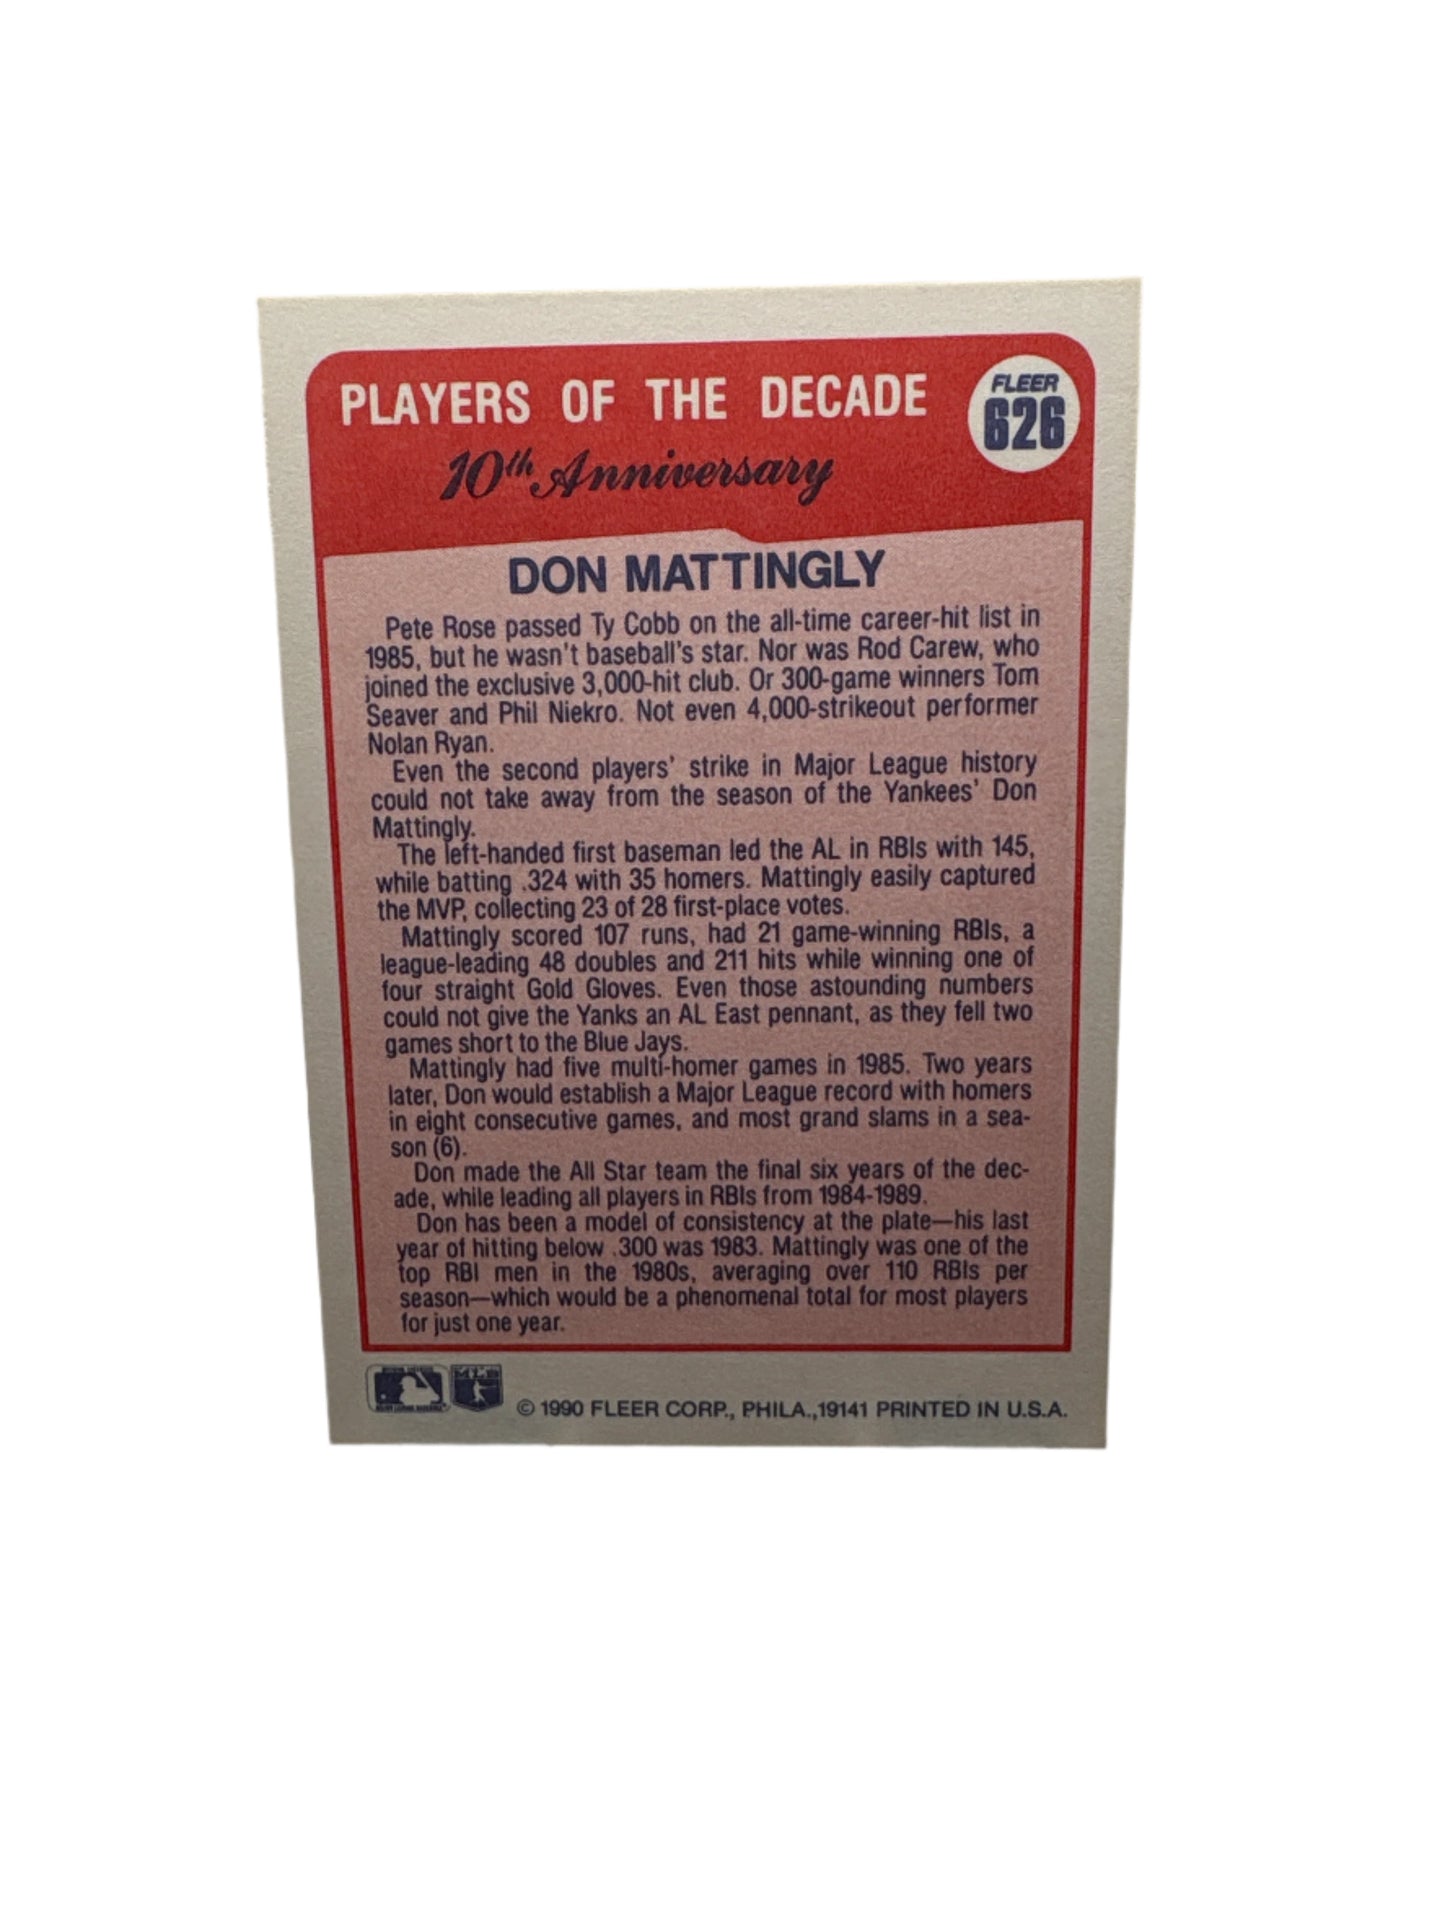 PLAYERS OF THE DECADE
FLEER
626
10th Anniversary
DON MATTINGLY
Pete Rose passed Ty Cobb on the all-time career-hit list in
1985, but he wasn't baseball's star. Nor was Rod Carew, who
joined the exclusive 3,000-hit club. Or 300-game winners Tom
Seaver and Phil Niekro. Not even 4,000-strikeout performer
Nolan Ryan.
Even the second players' strike in Major League history
could not take away from the season of the Yankees' Don
Mattingly.
The left-handed first baseman led the AL in RBIs with 145,
while batting .324 with 35 homers. Mattingly easily captured
the MVP, collecting 23 of 28 first-place votes.
Mattingly scored 107 runs, had 21 game-winning RBIs, a
league-leading 48 doubles and 211 hits while winning one of
four straight Gold Gloves. Even those astounding numbers
could not give the Yanks an AL East pennant, as they fell two
games short to the Blue Jays.
Mattingly had five multi-homer games in 1985. Two years
later, Don would establish a Major League record with homers
in eight consecutive games, and most grand slams in a sea-
son (6).
Don made the All Star team the final six years of the dec-
ade, while leading all players in RBIs from 1984-1989.
Don has been a model of consistency at the plate—his last
year of hitting below .300 was 1983. Mattingly was one of the
top RBI men in the 1980s, averaging over 110 RBIs per
season—which would be a phenomenal total for most players
for just one year.
MLB
© 1990 FLEER CORP., PHILA.,19141 PRINTED IN U.S.A.